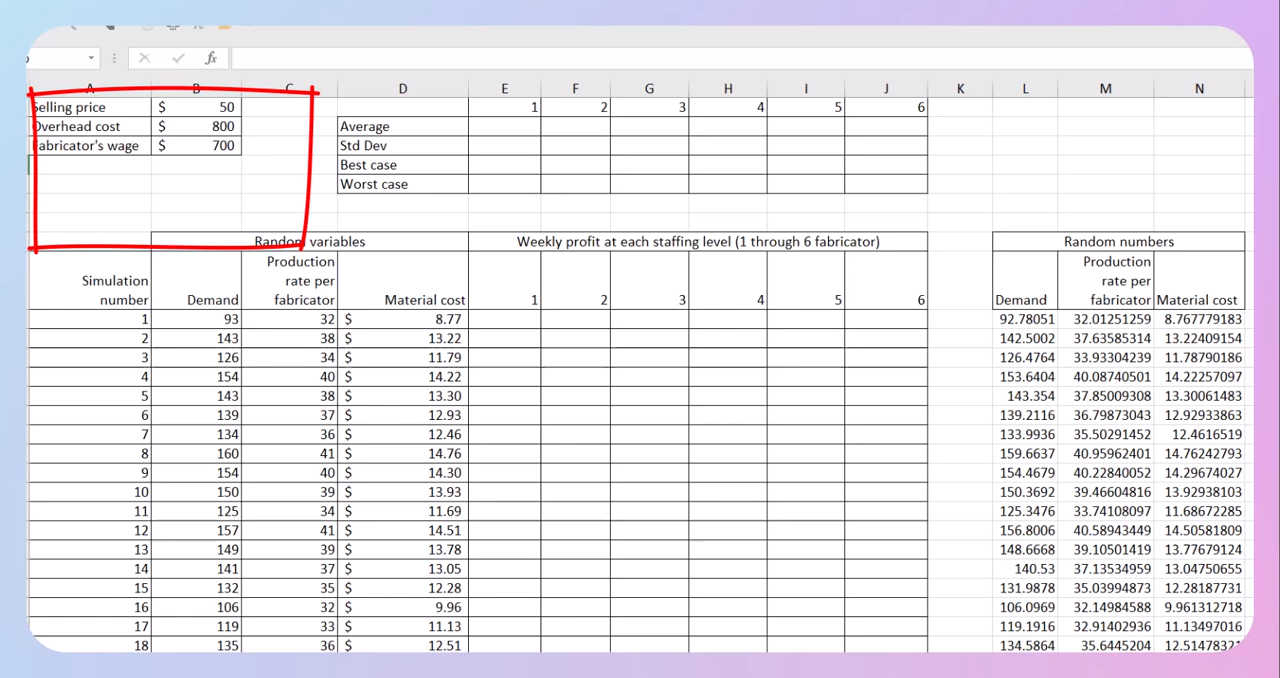 fx
A B C D E F G H I J K L M N
Selling price $ 50 1 2 3 4 5 6
Overhead cost $ 800 Average
Fabricator's wage $ 700 Std Dev
Best case
Worst case
Random variables Weekly profit at each staffing level (1 through 6 fabricator) Random numbers
Production Production
Simulation rate per rate per
number Demand fabricator Material cost 1 2 3 4 5 6 Demand fabricator Material cost
1 93 32 $ 8.77 92.78051 32.01251259 8.767779183
2 143 38 $ 13.22 142.5002 37.63585314 13.22409154
3 126 34 $ 11.79 126.4764 33.93304239 11.78790186
4 154 40 $ 14.22 153.6404 40.08740501 14.22257097
5 143 38 $ 13.30 143.354 37.85009308 13.30061483
6 139 37 $ 12.93 139.2116 36.79873043 12.92933863
7 134 36 $ 12.46 133.9936 35.50291452 12.4616519
8 160 41 $ 14.76 159.6637 40.95962401 14.76242793
9 154 40 $ 14.30 154.4679 40.22840052 14.29674027
10 150 39 $ 13.93 150.3692 39.46604816 13.92938103
11 125 34 $ 11.69 125.3476 33.74108097 11.68672285
12 157 41 $ 14.51 156.8006 40.58943449 14.50581809
13 149 39 $ 13.78 148.6668 39.10501419 13.77679124
14 141 37 $ 13.05 140.53 37.13534959 13.04750655
15 132 35 $ 12.28 131.9878 35.03994873 12.28187731
16 106 32 $ 9.96 106.0969 32.14984588 9.961312718
17 119 33 $ 11.13 119.1916 32.91402936 11.13497016
18 135 36 $ 12.51 134.5864 35.6445204 12.51478321